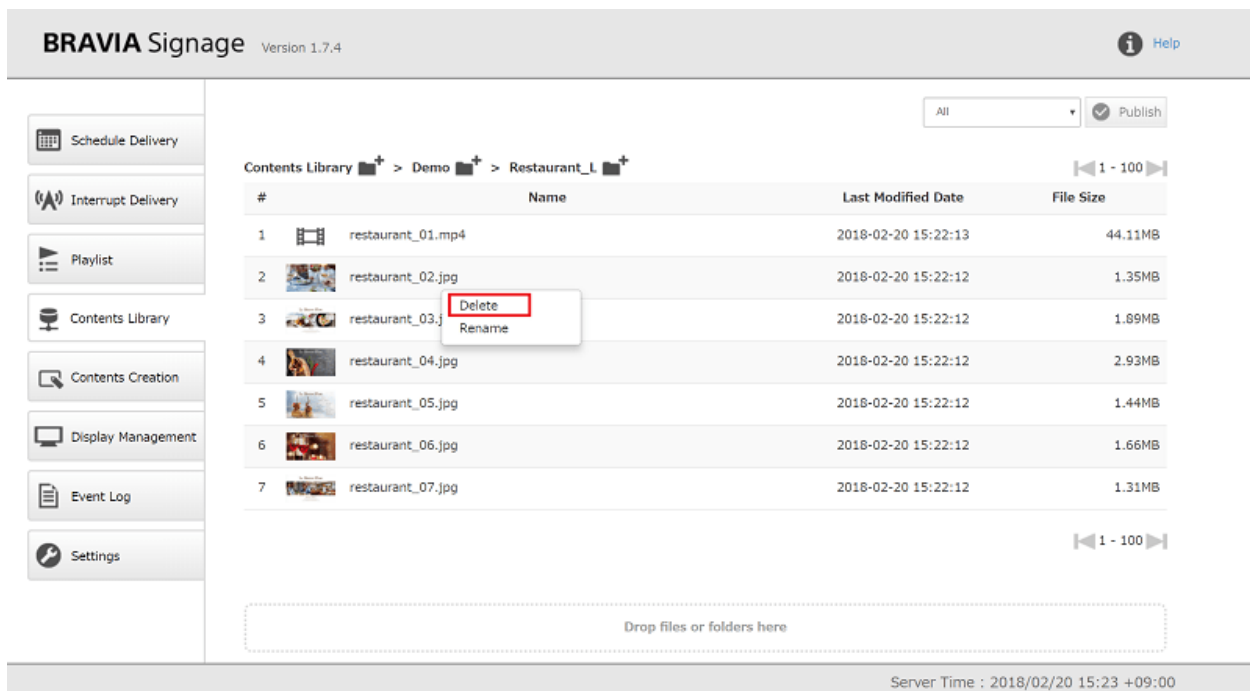 BRAVIA Signage Version 1.7.4
Help
Schedule Delivery
Interrupt Delivery
Playlist
Contents Library
Contents Creation
Display Management
Event Log
Settings
All
Publish
Contents Library > Demo > Restaurant_L
1 - 100
# Name Last Modified Date File Size
1 restaurant_01.mp4 2018-02-20 15:22:13 44.11MB
2 restaurant_02.jpg 2018-02-20 15:22:12 1.35MB
Delete
Rename
3 restaurant_03.j 2018-02-20 15:22:12 1.89MB
4 restaurant_04.jpg 2018-02-20 15:22:12 2.93MB
5 restaurant_05.jpg 2018-02-20 15:22:12 1.44MB
6 restaurant_06.jpg 2018-02-20 15:22:12 1.66MB
7 restaurant_07.jpg 2018-02-20 15:22:12 1.31MB
1 - 100
Drop files or folders here
Server Time : 2018/02/20 15:23 +09:00